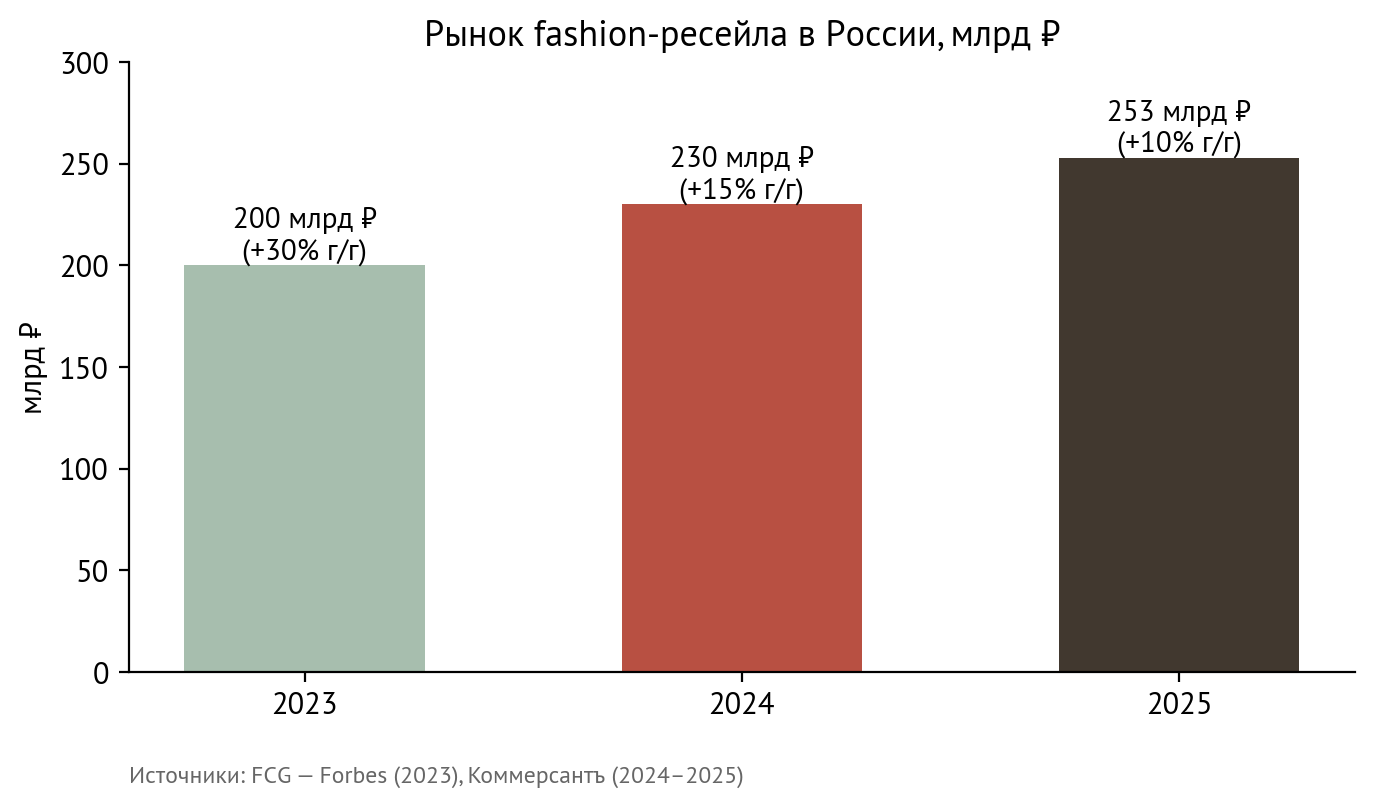 Рынок fashion-ресейла в России, млрд ₽
млрд ₽
300
250
200
150
100
50
0
200 млрд ₽
(+30% г/г)
230 млрд ₽
(+15% г/г)
253 млрд ₽
(+10% г/г)
2023
2024
2025
Источники: FCG — Forbes (2023), Коммерсантъ (2024–2025)